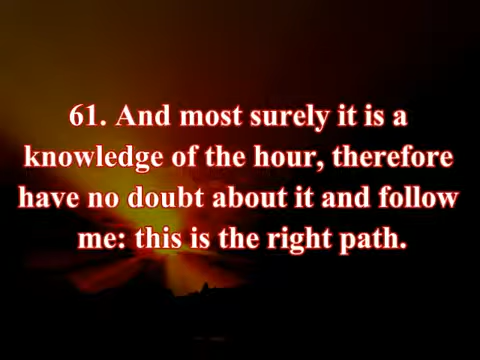 61. And most surely it is a
knowledge of the hour, therefore
have no doubt about it and follow
me: this is the right path.